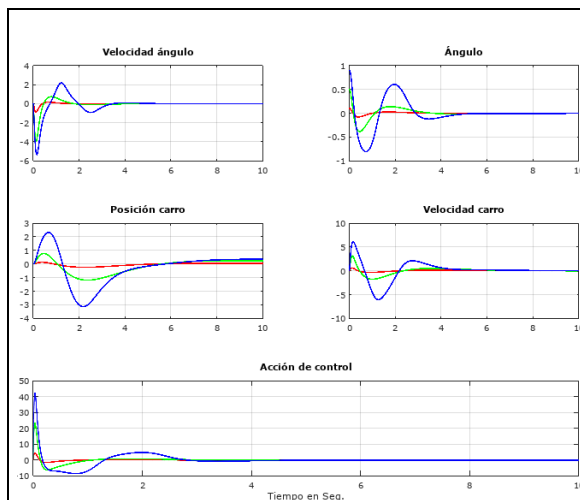 Velocidad ángulo
Ángulo
4
2
0
-2
-4
-6
0 2 4 6 8 10
1
0.5
0
-0.5
-1
0 2 4 6 8 10
Posición carro
Velocidad carro
3
2
1
0
-1
-2
-3
-4
0 2 4 6 8 10
10
5
0
-5
-10
0 2 4 6 8 10
Acción de control
50
40
30
20
10
0
10
0 2 4 6 8 10
Tiempo en Seg.